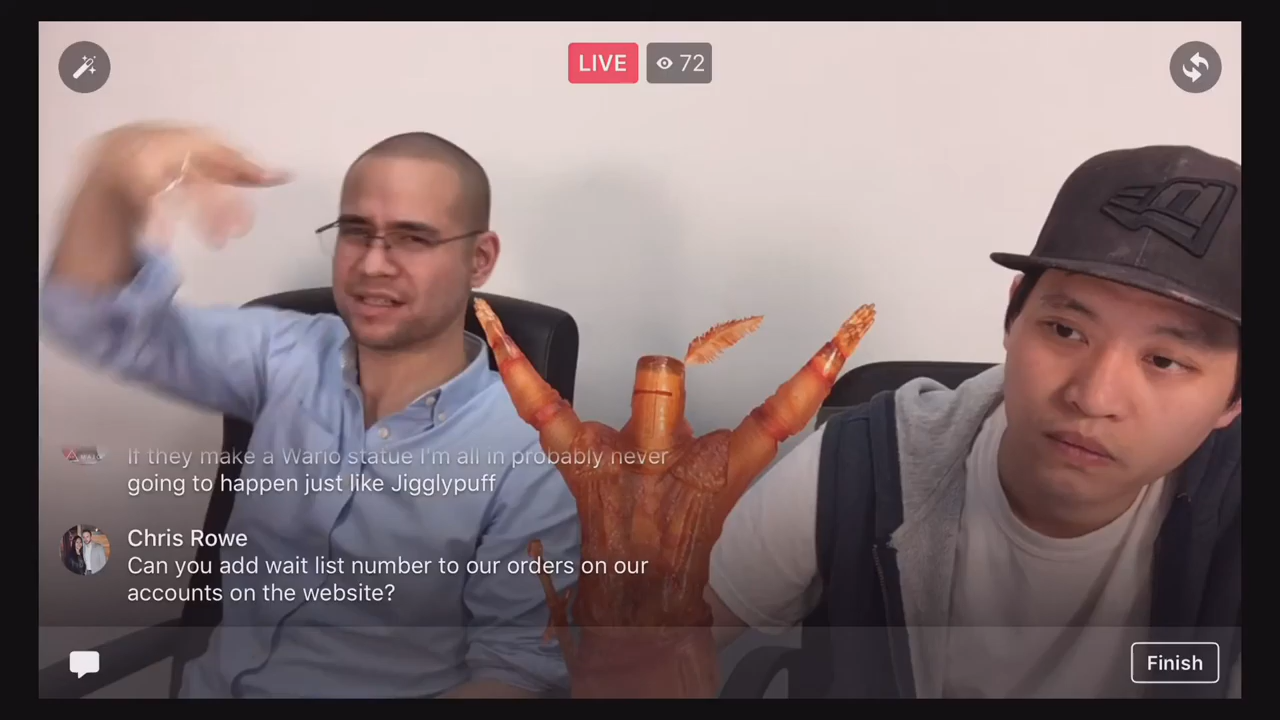 LIVE 72
If they make a Wario statue I'm all in probably never
going to happen just like Jigglypuff
Chris Rowe
Can you add wait list number to our orders on our
accounts on the website?
Finish